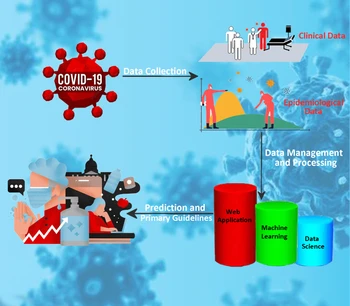 Clinical Data
COVID-19
CORONAVIRUS
Data Collection
Epidemiological
Data
Data Management
and Processing
Prediction and
Primary Guidelines
Web
Application
Machine
Learning
Data
Science